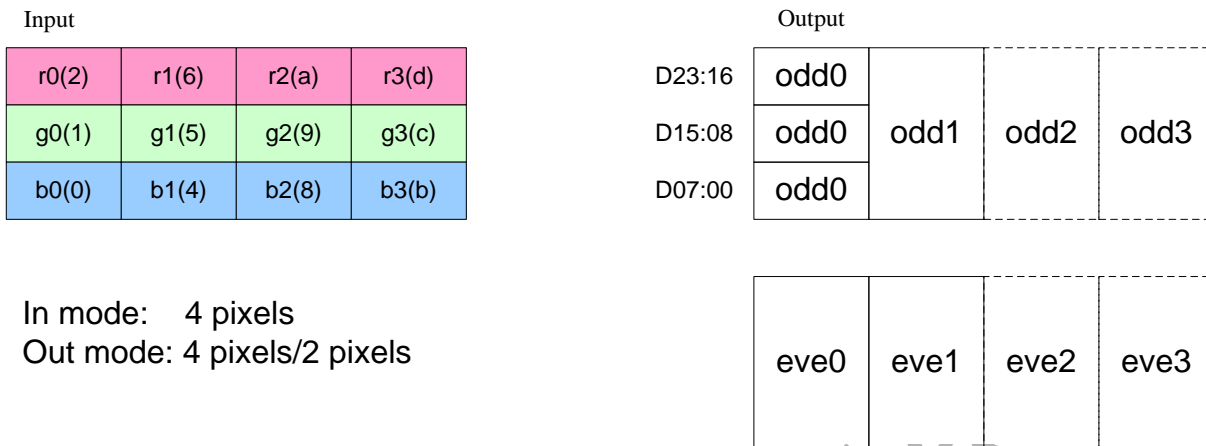 Input
r0(2) r1(6) r2(a) r3(d)
g0(1) g1(5) g2(9) g3(c)
b0(0) b1(4) b2(8) b3(b)
In mode: 4 pixels
Out mode: 4 pixels/2 pixels
Output
D23:16 odd0
D15:08 odd0 odd1 odd2 odd3
D07:00 odd0
eve0 eve1 eve2 eve3